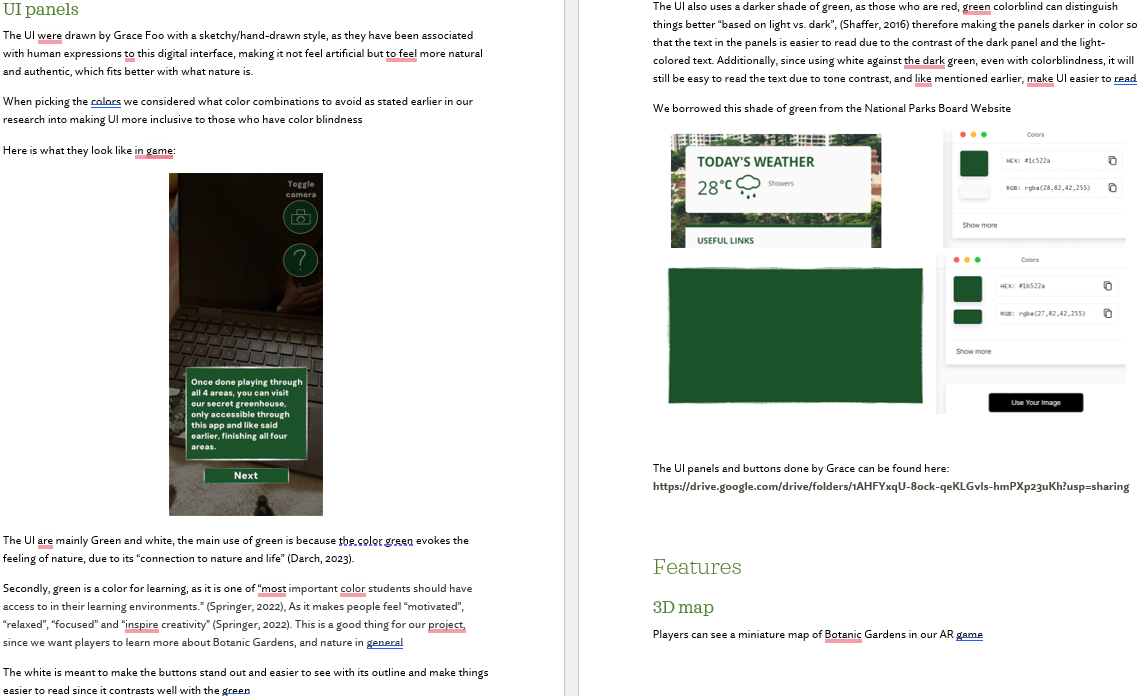 UI panels
The UI were drawn by Grace Foo with a sketchy/hand-drawn style, as they have been associated
with human expressions to this digital interface, making it not feel artificial but to feel more natural
and authentic, which fits better with what nature is.
When picking the colors we considered what color combinations to avoid as stated earlier in our
research into making UI more inclusive to those who have color blindness
Here is what they look like in game:
Toggle
camera
?
Once done playing through
all 4 areas, you can visit
our secret greenhouse,
only accessible through
this app and like said
earlier, finishing all four
areas.
Next
The UI are mainly Green and white, the main use of green is because the color green evokes the
feeling of nature, due to its “connection to nature and life” (Darch, 2023).
Secondly, green is a color for learning, as it is one of “most important color students should have
access to in their learning environments.” (Springer, 2022), As it makes people feel “motivated”,
“relaxed”, “focused” and “inspire creativity” (Springer, 2022). This is a good thing for our project,
since we want players to learn more about Botanic Gardens, and nature in general
The white is meant to make the buttons stand out and easier to see with its outline and make things
easier to read since it contrasts well with the green
The UI also uses a darker shade of green, as those who are red, green colorblind can distinguish
things better “based on light vs. dark”, (Shaffer, 2016) therefore making the panels darker in color so
that the text in the panels is easier to read due to the contrast of the dark panel and the light-
colored text. Additionally, since using white against the dark green, even with colorblindness, it will
still be easy to read the text due to tone contrast, and like mentioned earlier, make UI easier to read
We borrowed this shade of green from the National Parks Board Website
TODAY'S WEATHER
28°C Showers
USEFUL LINKS
Colors
HEX: #1c522a
RGB: rgba(28,82,42,255)
Show more
Colors
HEX: #1b522a
RGB: rgba(27,82,42,255)
Show more
Use Your Image
The UI panels and buttons done by Grace can be found here:
https://drive.google.com/drive/folders/1AHFYxqU-8ock-qeKLGvls-hmPXp23uKh?usp=sharing
Features
3D map
Players can see a miniature map of Botanic Gardens in our AR game